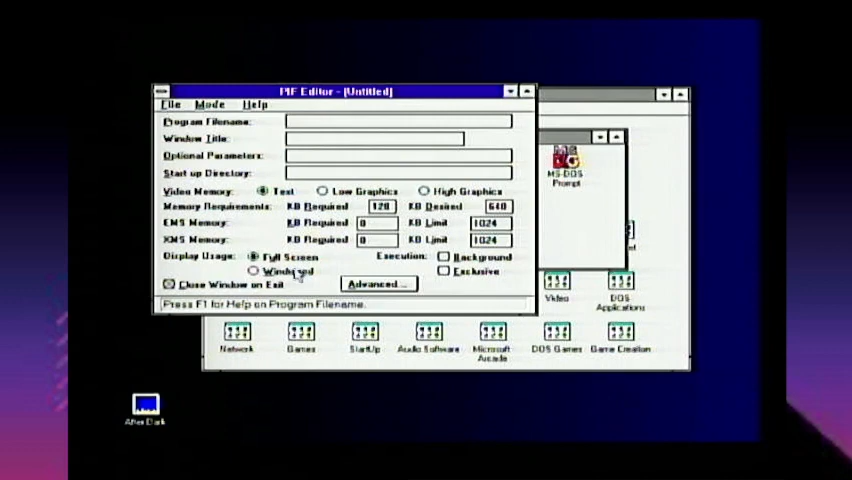 PIF Editor - [Untitled]
File Mode Help
Program Filename:
Window Title:
Optional Parameters:
Start up Directory:
Video Memory: Text Low Graphics High Graphics
Memory Requirements: KB Required 128 KB Desired 640
EMS Memory: KB Required 0 KB Limit 1024
XMS Memory: KB Required 0 KB Limit 1024
Display Usage: Full Screen Execution: Background
Windowed Exclusive
Close Window on Exit Advanced...
Press F1 for Help on Program Filename.
MS-DOS
Prompt
Video
DOS
Applications
Network
Games
StartUp
Audio Software
Microsoft
Arcade
DOS Games
Game Creation
After Dark